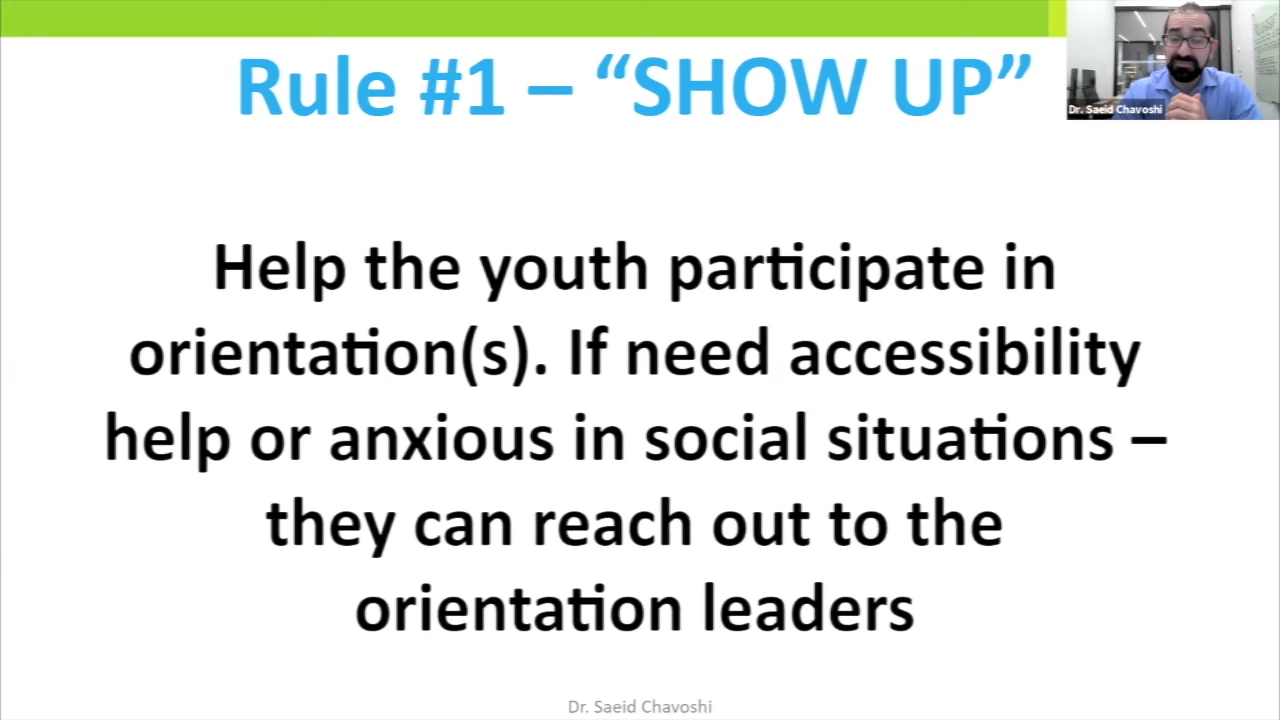 Rule #1 – “SHOW UP”
Dr. Saeid Chavoshi
Help the youth participate in
orientation(s). If need accessibility
help or anxious in social situations –
they can reach out to the
orientation leaders
Dr. Saeid Chavoshi